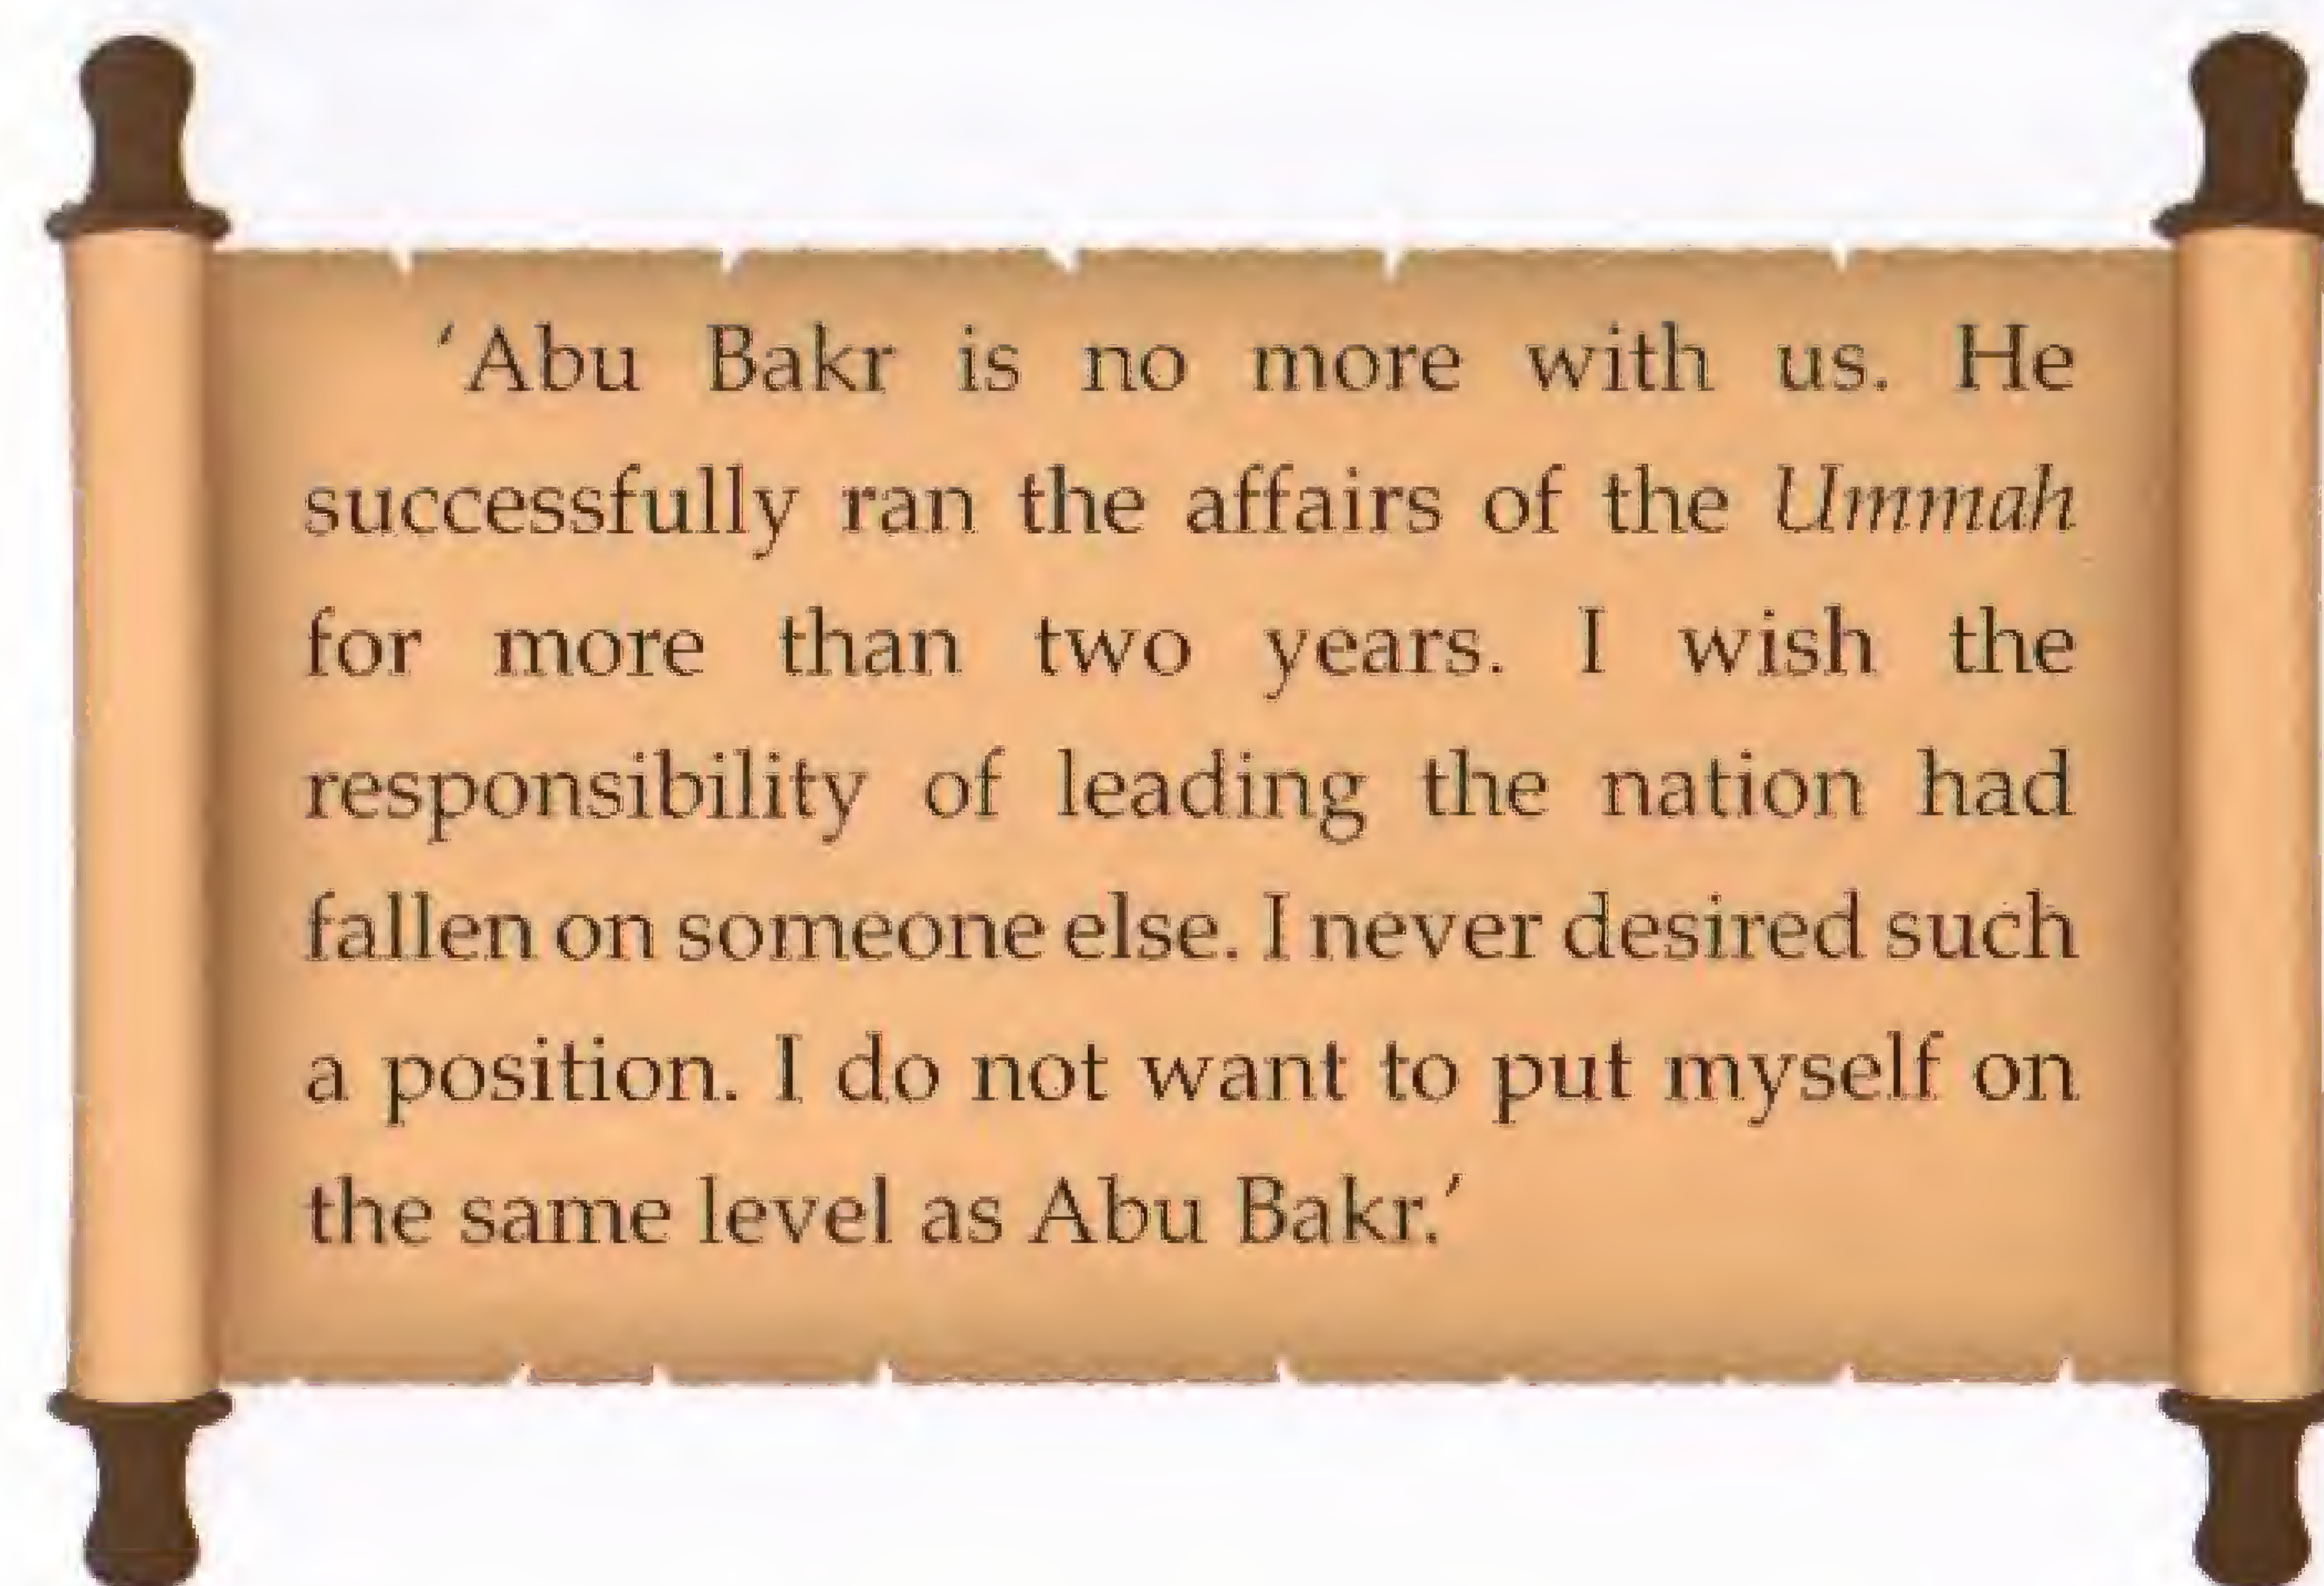 ‘Abu Bakr is no more with us. He
successfully ran the affairs of the Ummah
for more than two years. I wish the
responsibility of leading the nation had
fallen on someone else. I never desired such
a position. I do not want to put myself on
the same level as Abu Bakr.’